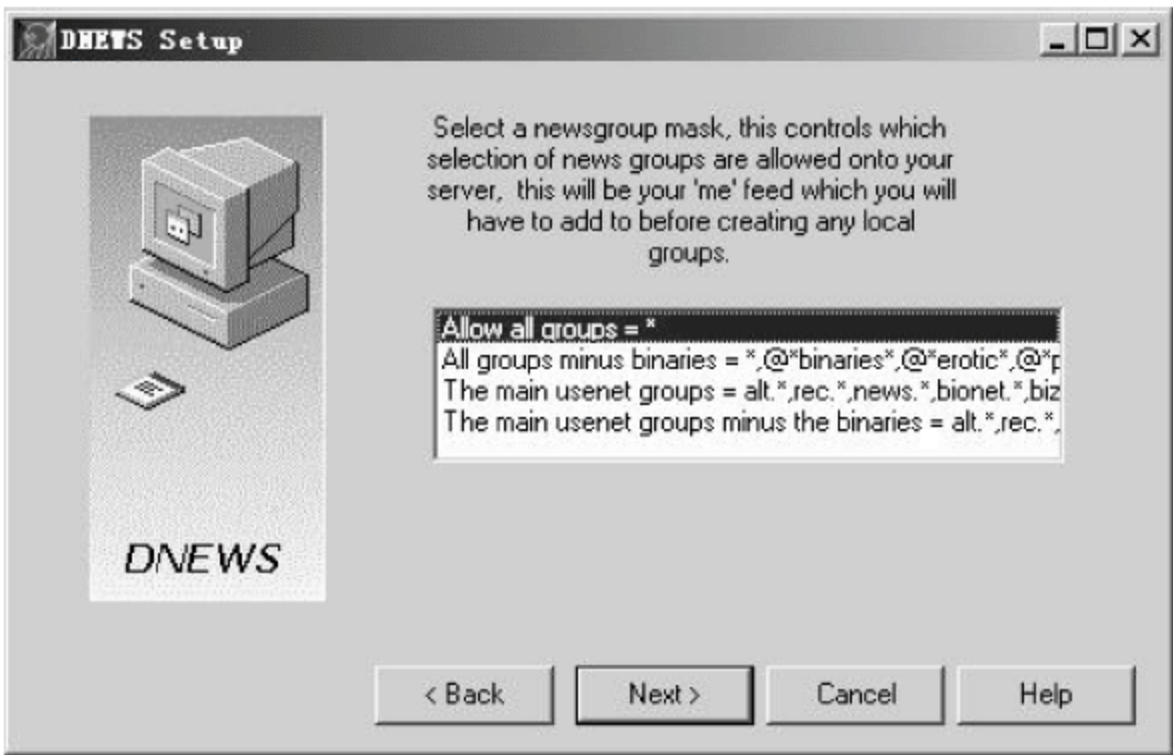 DNEWS Setup
Select a newsgroup mask, this controls which
selection of news groups are allowed onto your
server,  this will be your 'me' feed which you will
have to add to before creating any local
groups.
Allow all groups = *
All groups minus binaries = *,@*binaries*,@*erotic*,@*p
The main usenet groups = alt.*,rec.*,news.*,bionet.*,biz
The main usenet groups minus the binaries = alt.*,rec.*,
DNEWS
< Back
Next >
Cancel
Help